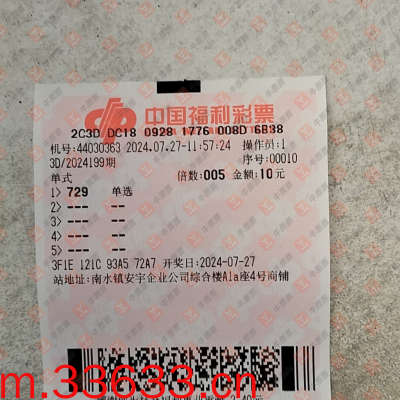 中国福利彩票
2C3D DC18 0928 1776 008D 6B38
机号:44030363 2024.07.27-11:57:24 操作员:1
3D/2024199期 序号:00010
单式 倍数:005 金额:10元
1> 729 单选
2> --- --
3> --- --
4> --- --
5> --- --
3F1E 121C 93A5 72A7 开奖日:2024-07-27
站地址:南水镇安宇企业公司综合楼A1a座4号商铺
m.33633.com